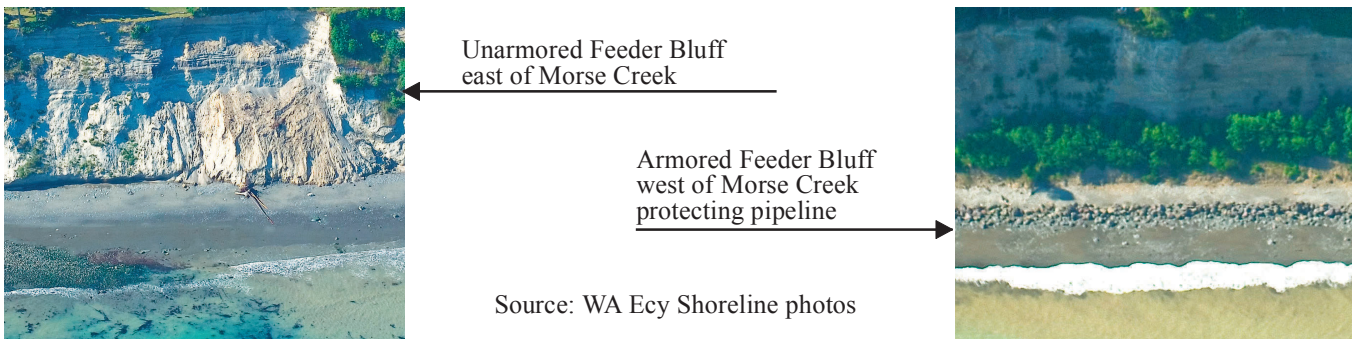 Unarmored Feeder Bluff
east of Morse Creek
Armored Feeder Bluff
west of Morse Creek
protecting pipeline
Source: WA Ecy Shoreline photos